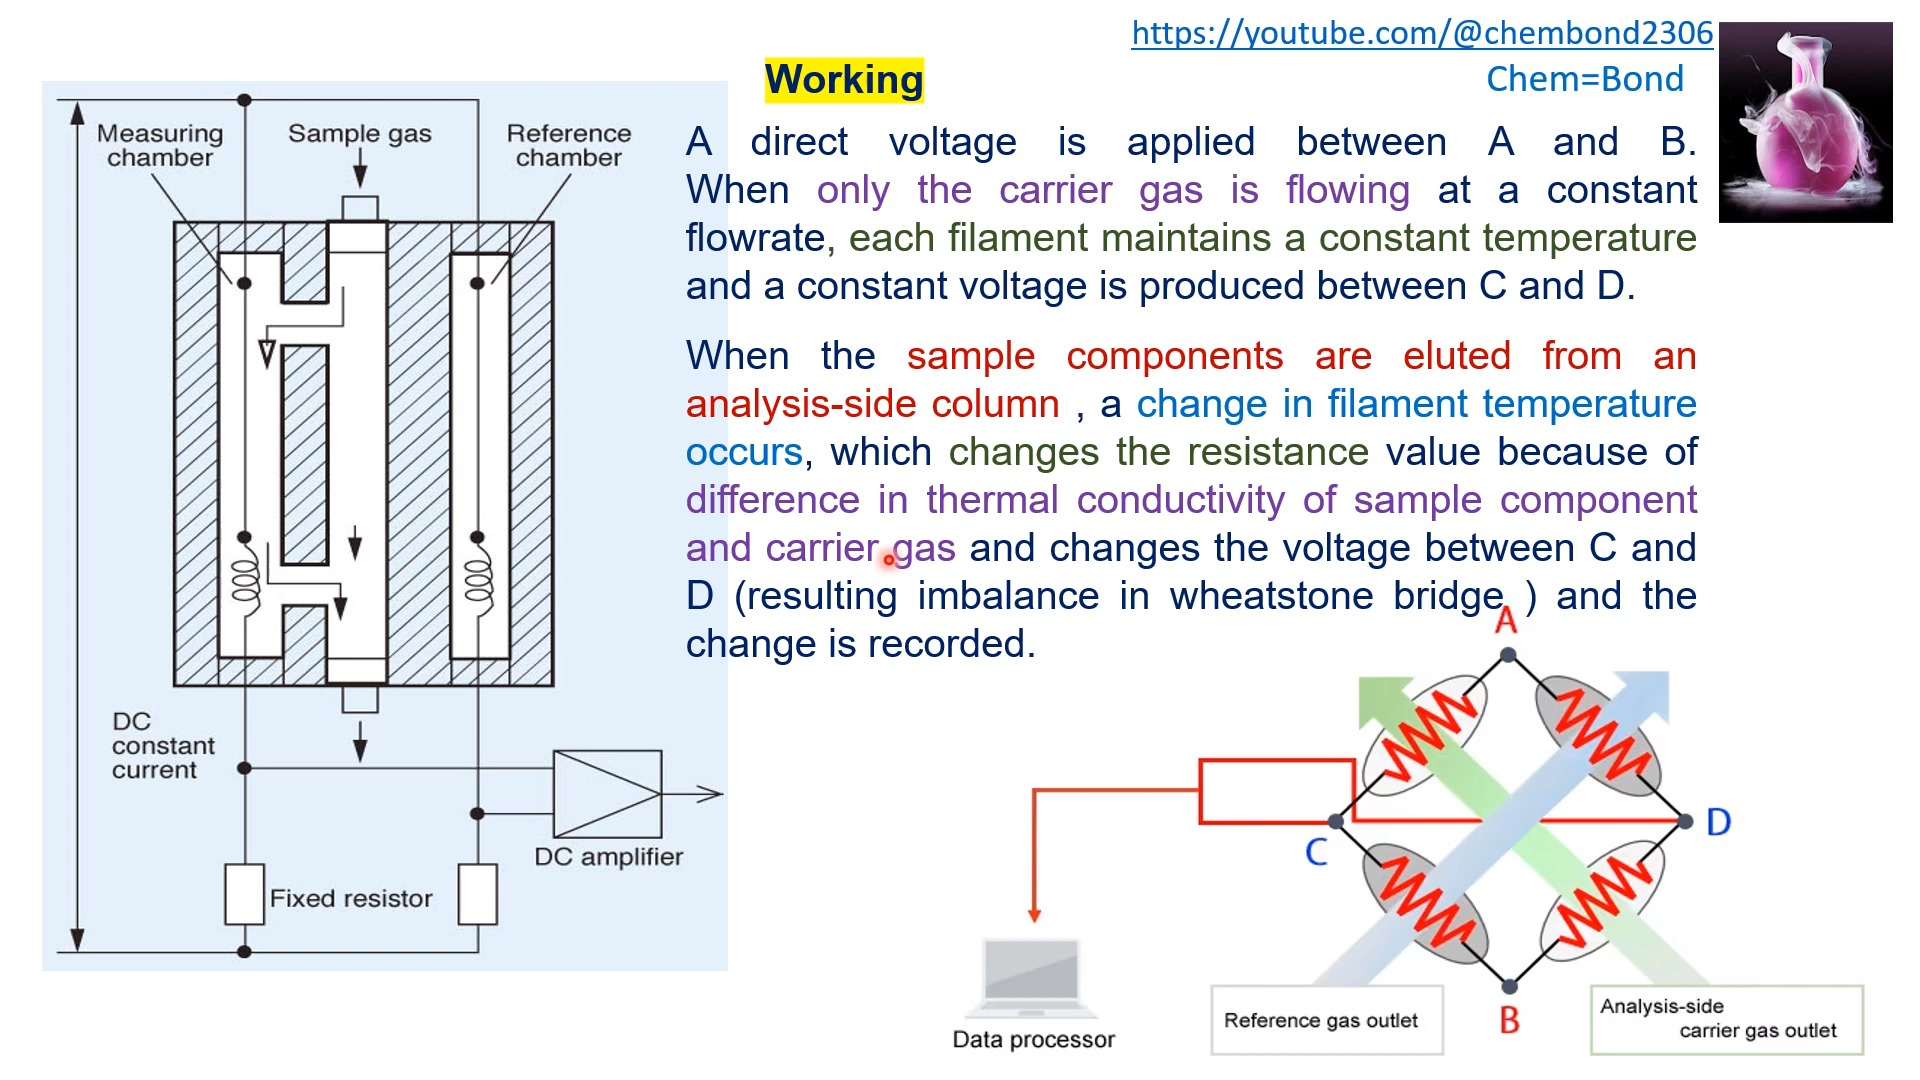 https://youtube.com/@chembond2306
Chem=Bond
Working
A direct voltage is applied between A and B.
When only the carrier gas is flowing at a constant
flowrate, each filament maintains a constant temperature
and a constant voltage is produced between C and D.
When the sample components are eluted from an
analysis-side column , a change in filament temperature
occurs, which changes the resistance value because of
difference in thermal conductivity of sample component
and carrier gas and changes the voltage between C and
D (resulting imbalance in wheatstone bridge ) and the
change is recorded.
Measuring
chamber
Sample gas
Reference
chamber
DC
constant
current
DC amplifier
Fixed resistor
A
C
D
B
Data processor
Reference gas outlet
Analysis-side
carrier gas outlet